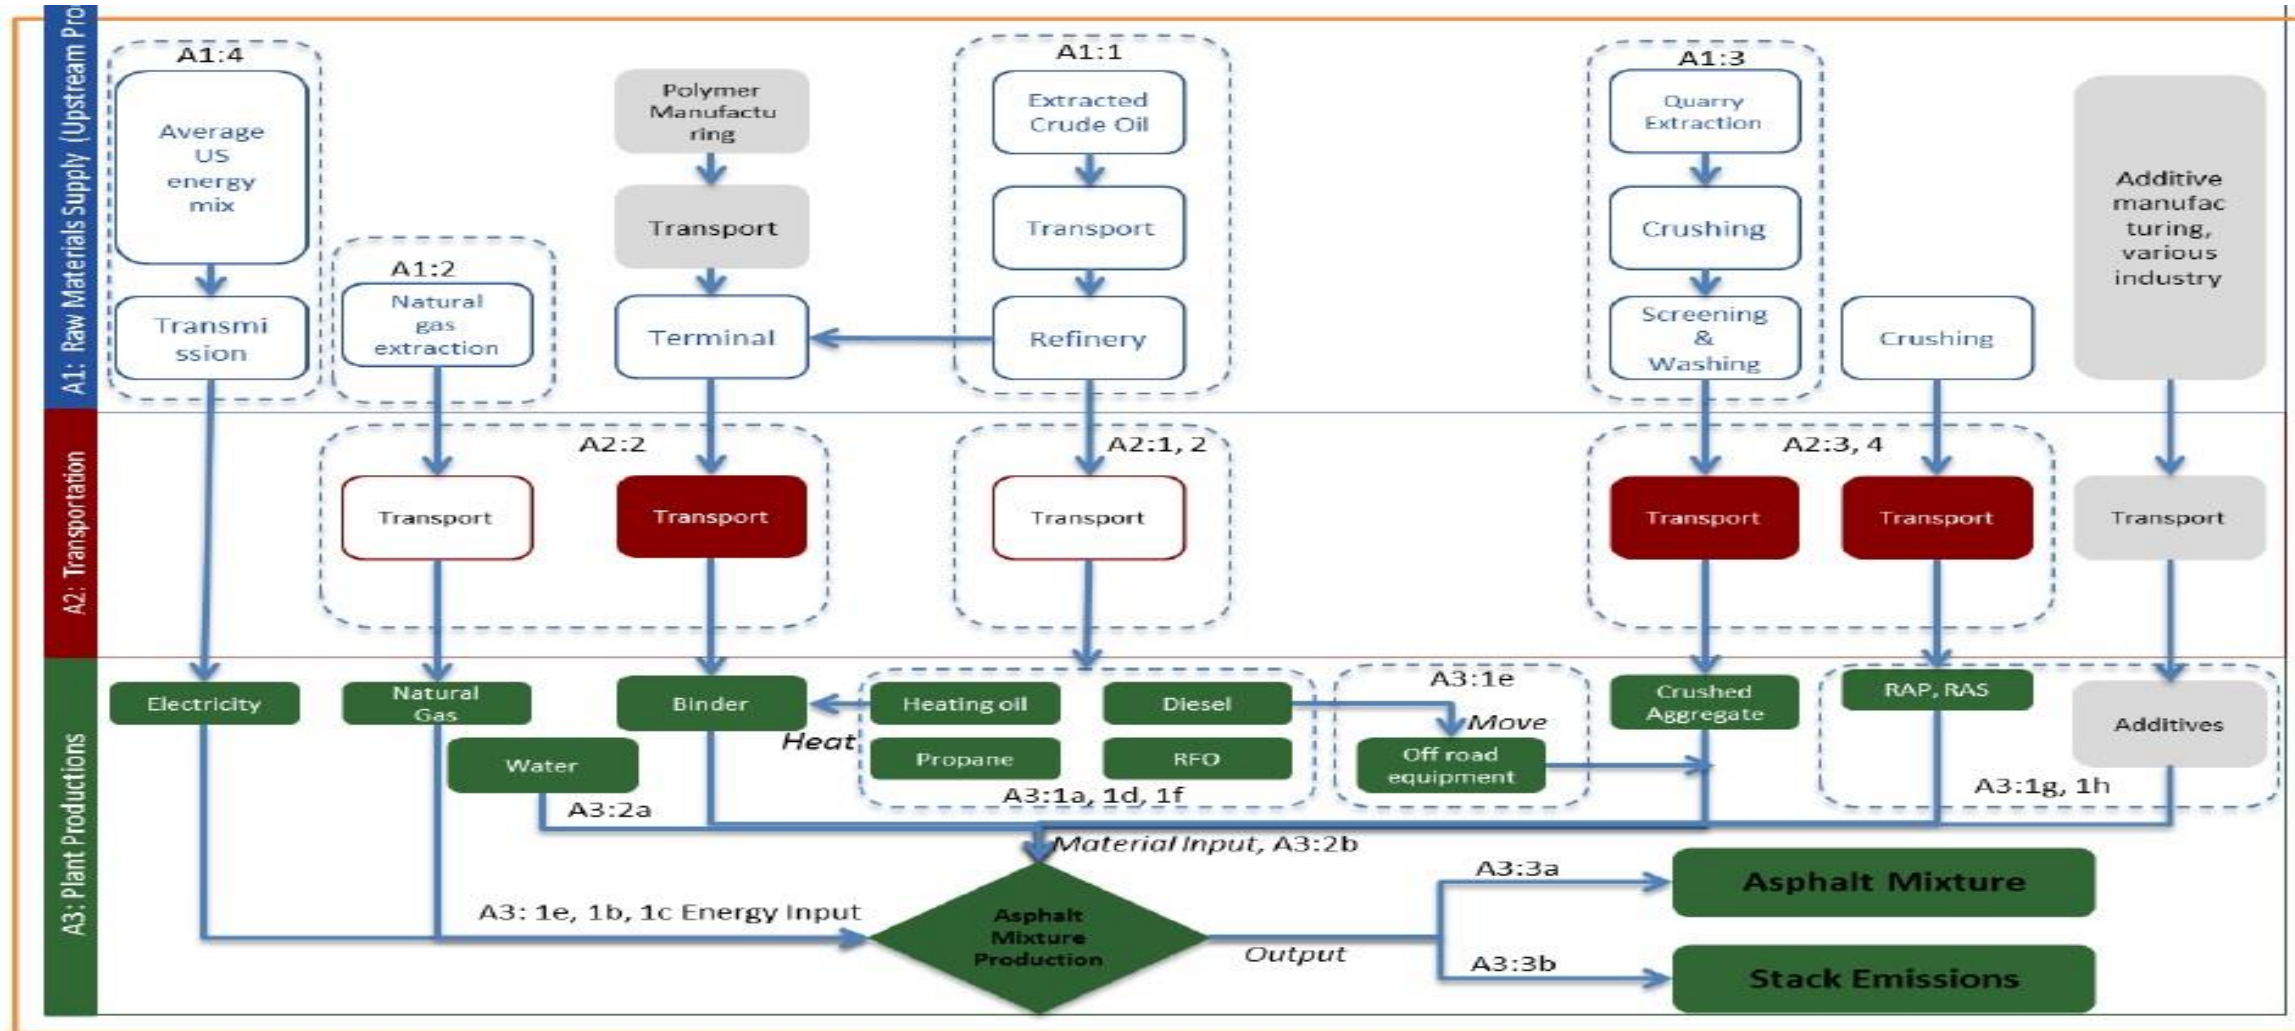 A1: Raw Materials Supply (Upstream Pro
A1:4
Average
US
energy
mix
Transmi
ssion
A1:2
Natural
gas
extraction
Polymer
Manufactu
ring
Transport
Terminal
A1:1
Extracted
Crude Oil
Transport
Refinery
A1:3
Quarry
Extraction
Crushing
Screening
&
Washing
Crushing
Additive
manufac
turing,
various
industry
A2: Transportation
A2:2
Transport
Transport
A2:1, 2
Transport
A2:3, 4
Transport
Transport
Transport
A3: Plant Productions
Electricity
Natural
Gas
Water
A3:2a
Binder
Heat
Heating oil
Diesel
Propane
RFO
A3:1a, 1d, 1f
A3:1e
Move
Off road
equipment
Crushed
Aggregate
RAP, RAS
Additives
A3:1g, 1h
Material Input, A3:2b
A3: 1e, 1b, 1c Energy Input
Asphalt
Mixture
Production
Output
A3:3a
Asphalt Mixture
A3:3b
Stack Emissions